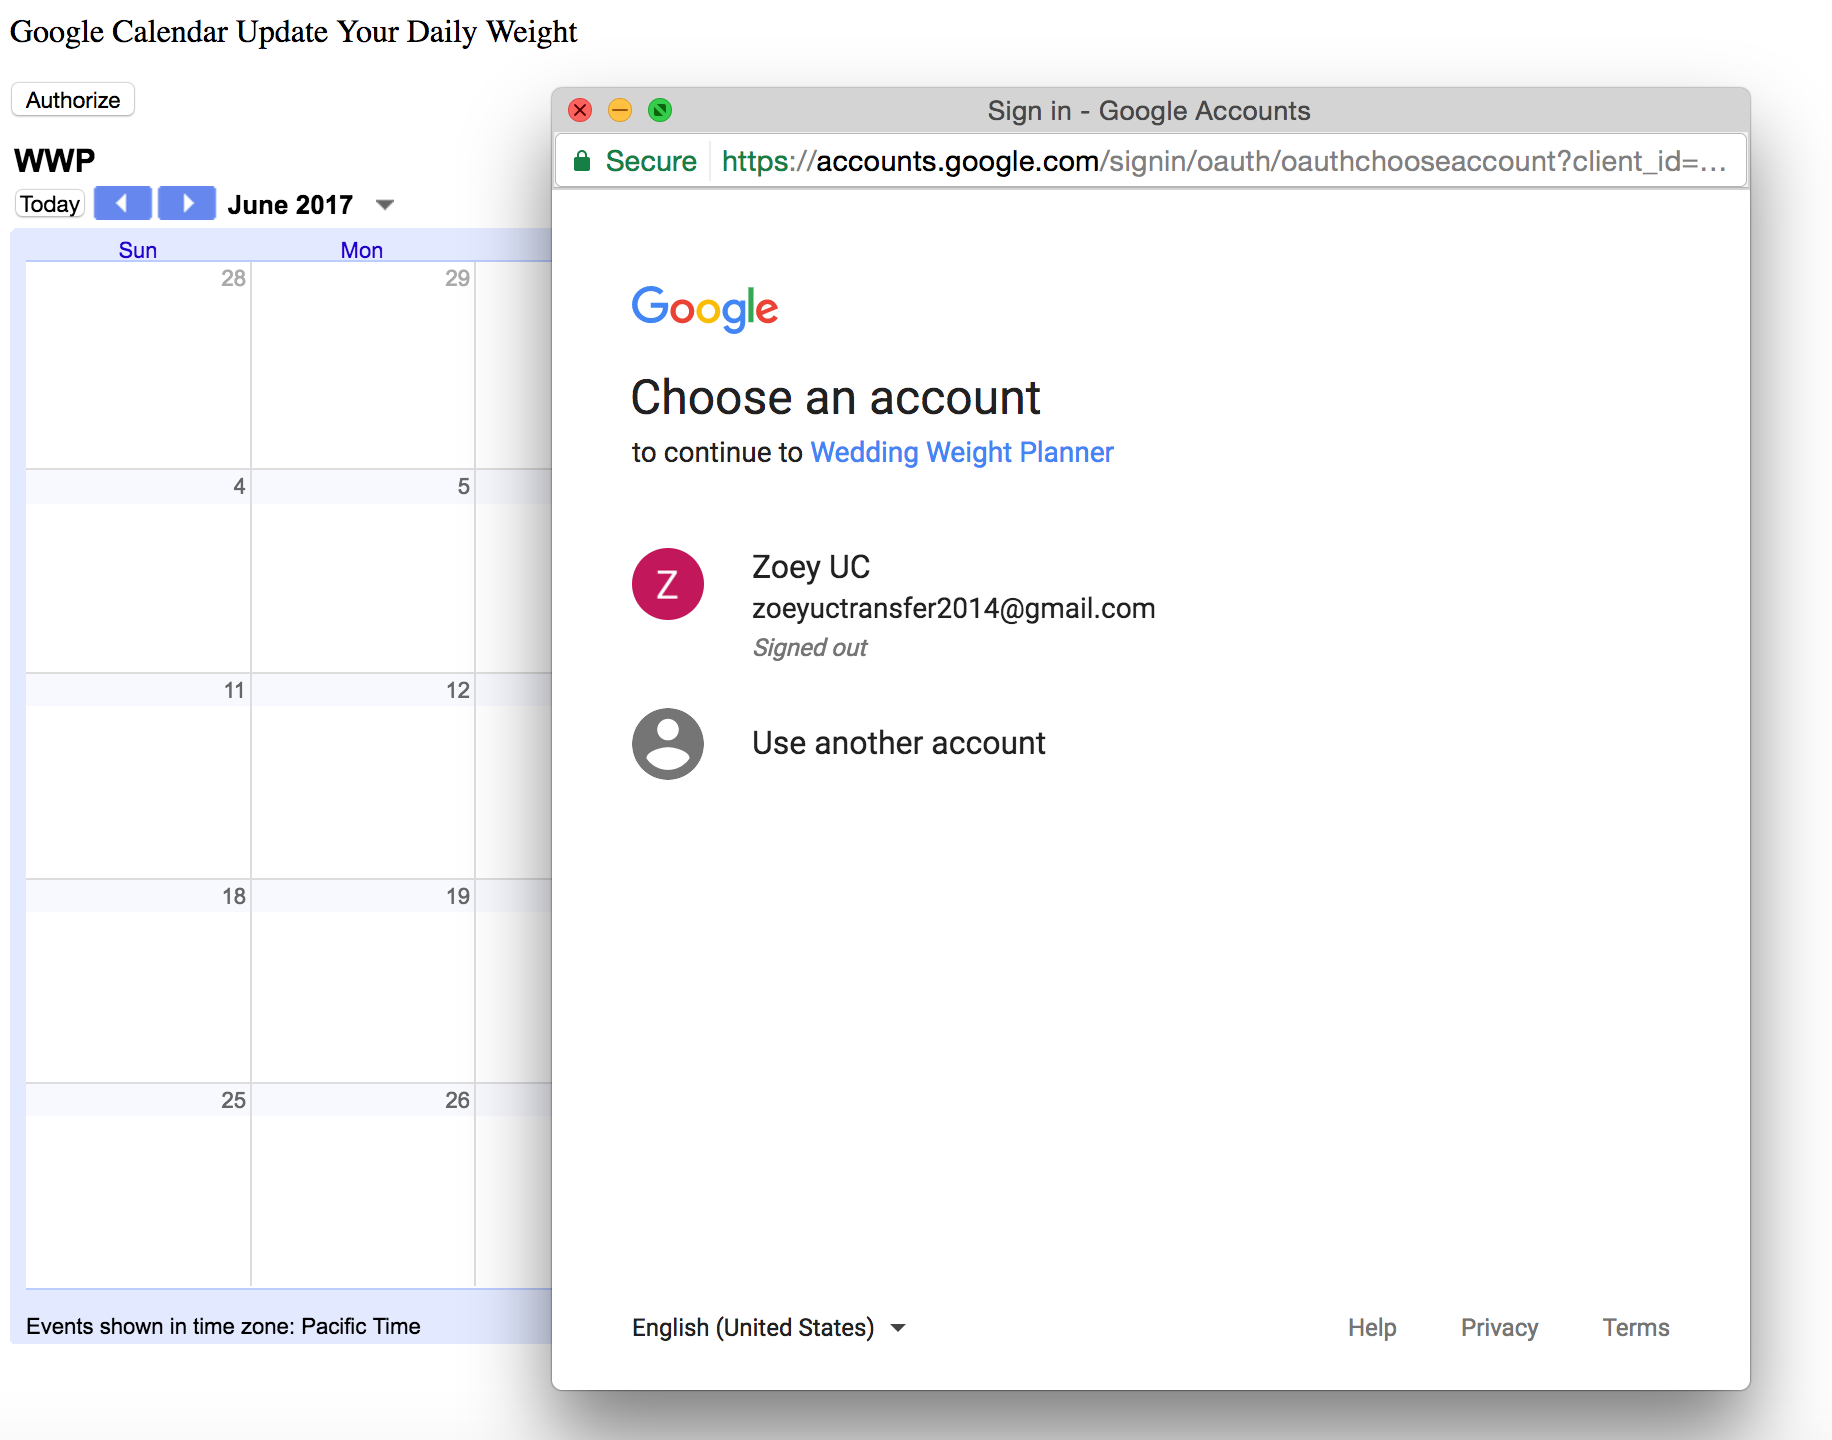 Google Calendar Update Your Daily Weight
Authorize
WWP
Today
June 2017
Sun Mon
28 29
4 5
11 12
18 19
25 26
Events shown in time zone: Pacific Time
Sign in - Google Accounts
Secure https://accounts.google.com/signin/oauth/oauthchooseaccount?client_id=...
Google
Choose an account
to continue to Wedding Weight Planner
Z
Zoey UC
zoeyuctransfer2014@gmail.com
Signed out
Use another account
English (United States)
Help Privacy Terms